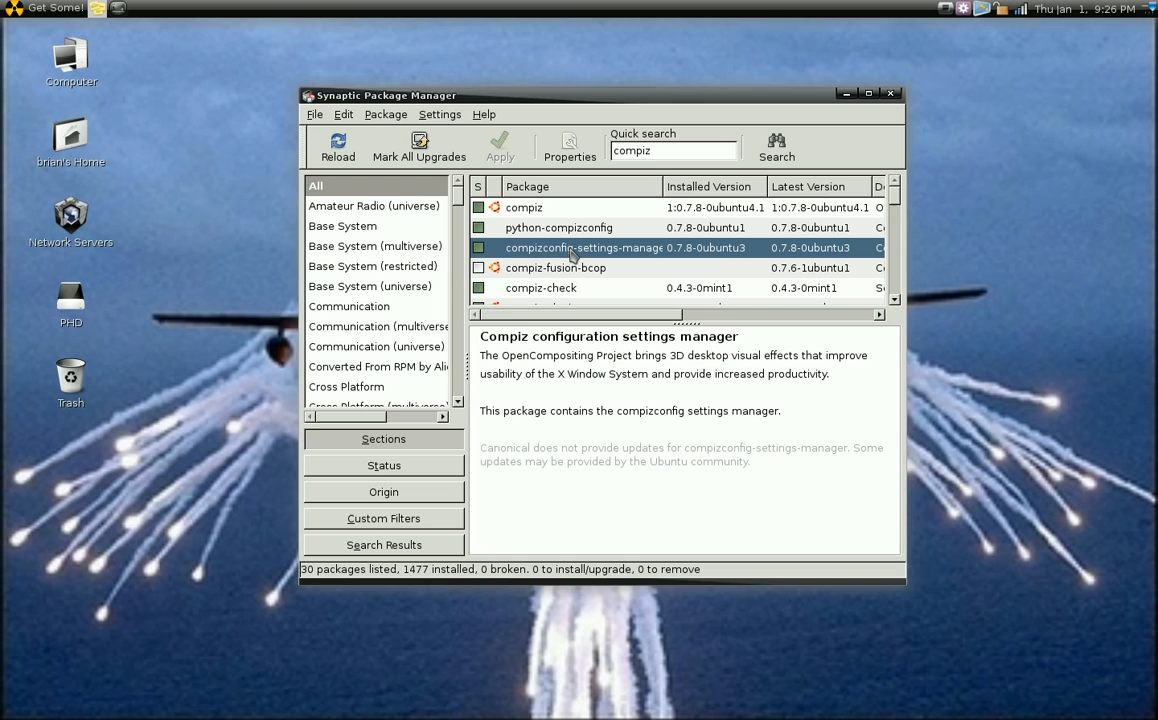 Get Some!
Thu Jan 1, 9:26 PM
Computer
brian's Home
Network Servers
PHD
Trash
Synaptic Package Manager
File Edit Package Settings Help
Reload
Mark All Upgrades
Apply
Properties
Quick search
compiz
Search
All
Amateur Radio (universe)
Base System
Base System (multiverse)
Base System (restricted)
Base System (universe)
Communication
Communication (multiverse
Communication (universe)
Converted From RPM by Alie
Cross Platform
Cross Platform (multiverse
Sections
Status
Origin
Custom Filters
Search Results
S Package Installed Version Latest Version
compiz 1:0.7.8-0ubuntu4.1 1:0.7.8-0ubuntu4.1 O
python-compizconfig 0.7.8-0ubuntu1 0.7.8-0ubuntu1
compizconfig-settings-manage 0.7.8-0ubuntu3 0.7.8-0ubuntu3
compiz-fusion-bcop 0.7.6-1ubuntu1
compiz-check 0.4.3-0mint1 0.4.3-0mint1
Compiz configuration settings manager
The OpenCompositing Project brings 3D desktop visual effects that improve
usability of the X Window System and provide increased productivity.
This package contains the compizconfig settings manager.
Canonical does not provide updates for compizconfig-settings-manager. Some
updates may be provided by the Ubuntu community.
30 packages listed, 1477 installed, 0 broken. 0 to install/upgrade, 0 to remove